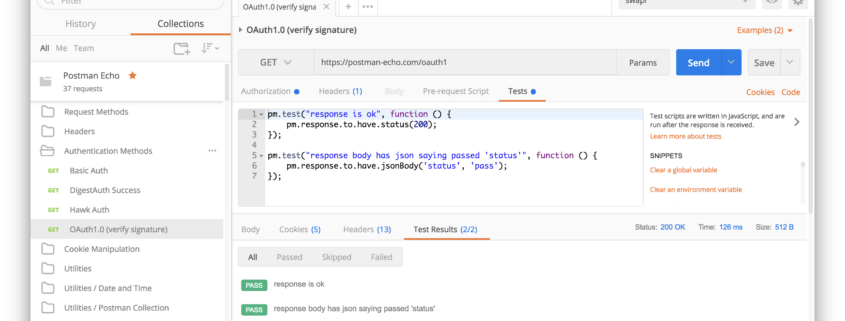 Filter
History Collections
All Me Team
Postman Echo
37 requests
Request Methods
Headers
Authentication Methods
GET Basic Auth
GET DigestAuth Success
GET Hawk Auth
GET OAuth1.0 (verify signature)
Cookie Manipulation
Utilities
Utilities / Date and Time
Utilities / Postman Collection
OAuth1.0 (verify signa
swapi
OAuth1.0 (verify signature)
Examples (2)
GET https://postman-echo.com/oauth1 Params Send Save
Authorization Headers (1) Body Pre-request Script Tests Cookies Code
1 pm.test("response is ok", function () {
2 pm.response.to.have.status(200);
3 });
4
5 pm.test("response body has json saying passed 'status'", function () {
6 pm.response.to.have.jsonBody('status', 'pass');
7 });
Test scripts are written in JavaScript, and are
run after the response is received.
Learn more about tests
SNIPPETS
Clear a global variable
Clear an environment variable
Body Cookies (5) Headers (13) Test Results (2/2) Status: 200 OK Time: 126 ms Size: 512 B
All Passed Skipped Failed
PASS response is ok
PASS response body has json saying passed 'status'